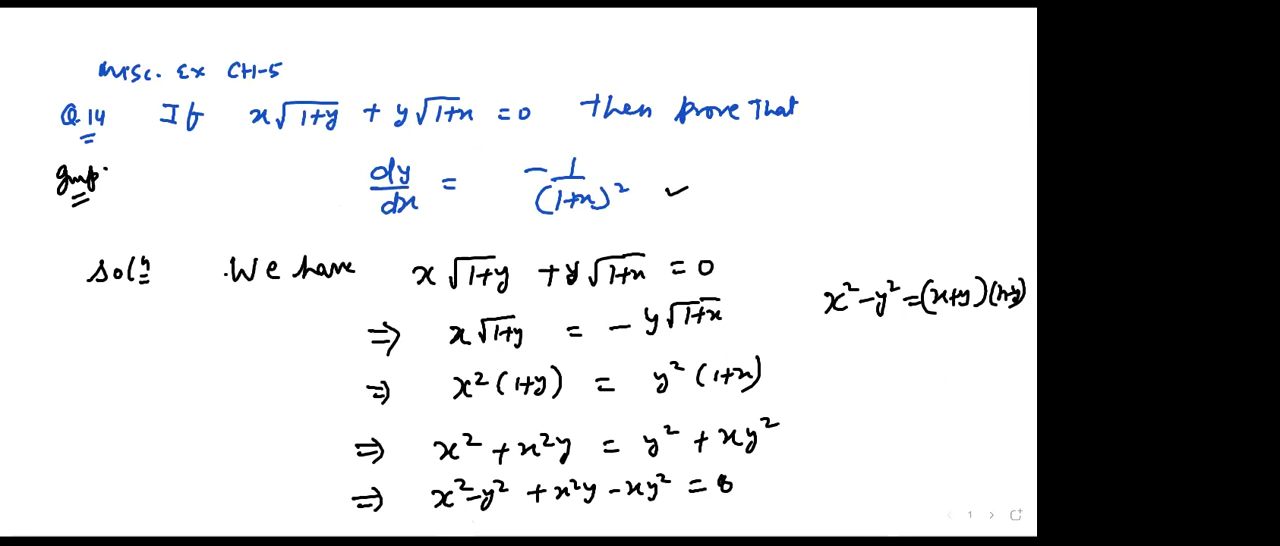 Misc. Ex CH-5
Q.14 If x√1+y + y√1+x = 0 then prove that
Imp.
dy/dx = -1/(1+x)²
Solⁿ We have x√1+y + y√1+x = 0
x² - y² = (x+y)(x-y)
⇒ x√1+y = - y√1+x
⇒ x² (1+y) = y² (1+x)
⇒ x² + x²y = y² + xy²
⇒ x² - y² + x²y - xy² = 0
1